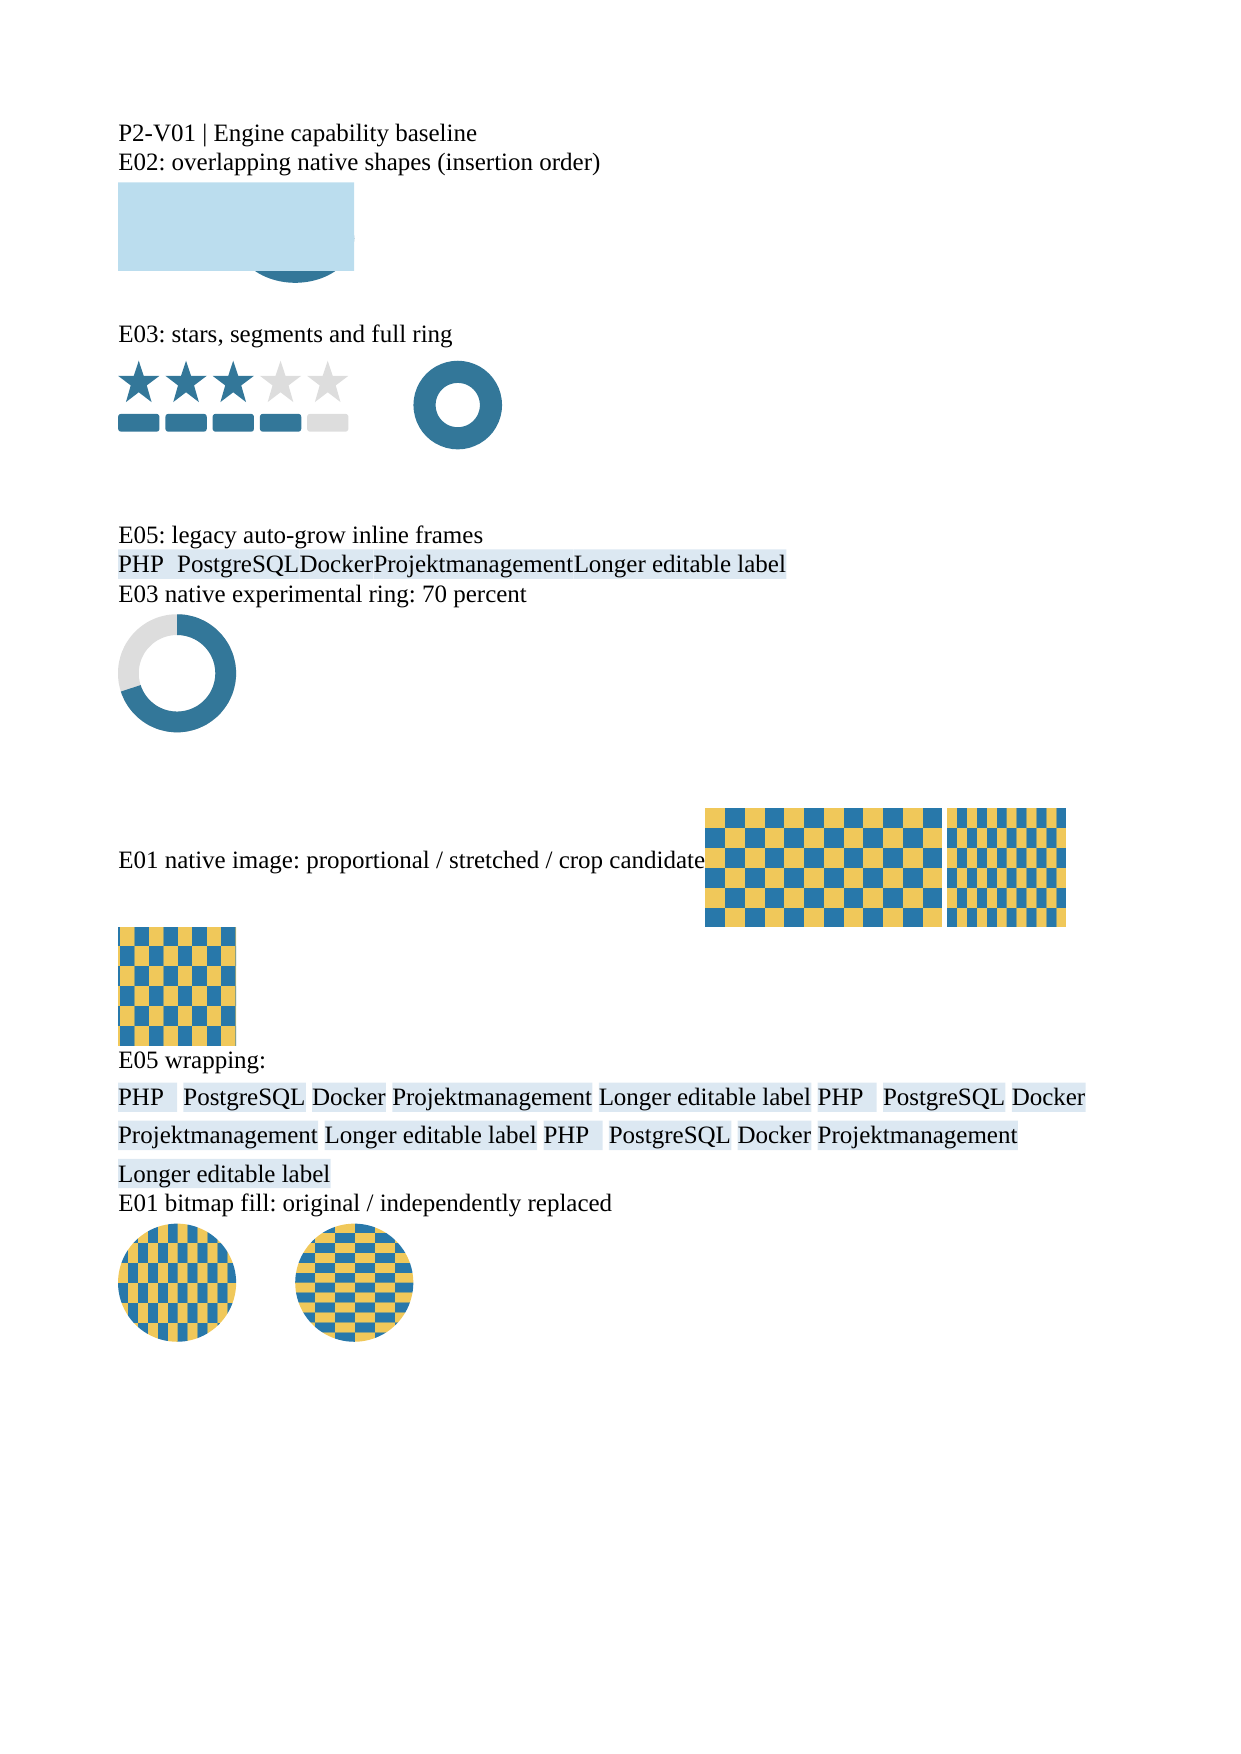 P2-V01 | Engine capability baseline
E02: overlapping native shapes (insertion order)
E03: stars, segments and full ring
E05: legacy auto-grow inline frames
PHP PostgreSQLDockerProjektmanagementLonger editable label
E03 native experimental ring: 70 percent
E01 native image: proportional / stretched / crop candidate
E05 wrapping:
PHP PostgreSQL Docker Projektmanagement Longer editable label PHP PostgreSQL Docker
Projektmanagement Longer editable label PHP PostgreSQL Docker Projektmanagement
Longer editable label
E01 bitmap fill: original / independently replaced